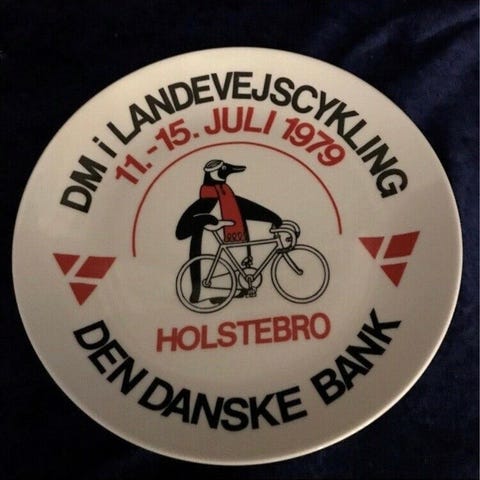 DM i LANDEVEJSCYKLING
11.-15. JULI 1979
HOLSTEBRO
DEN DANSKE BANK